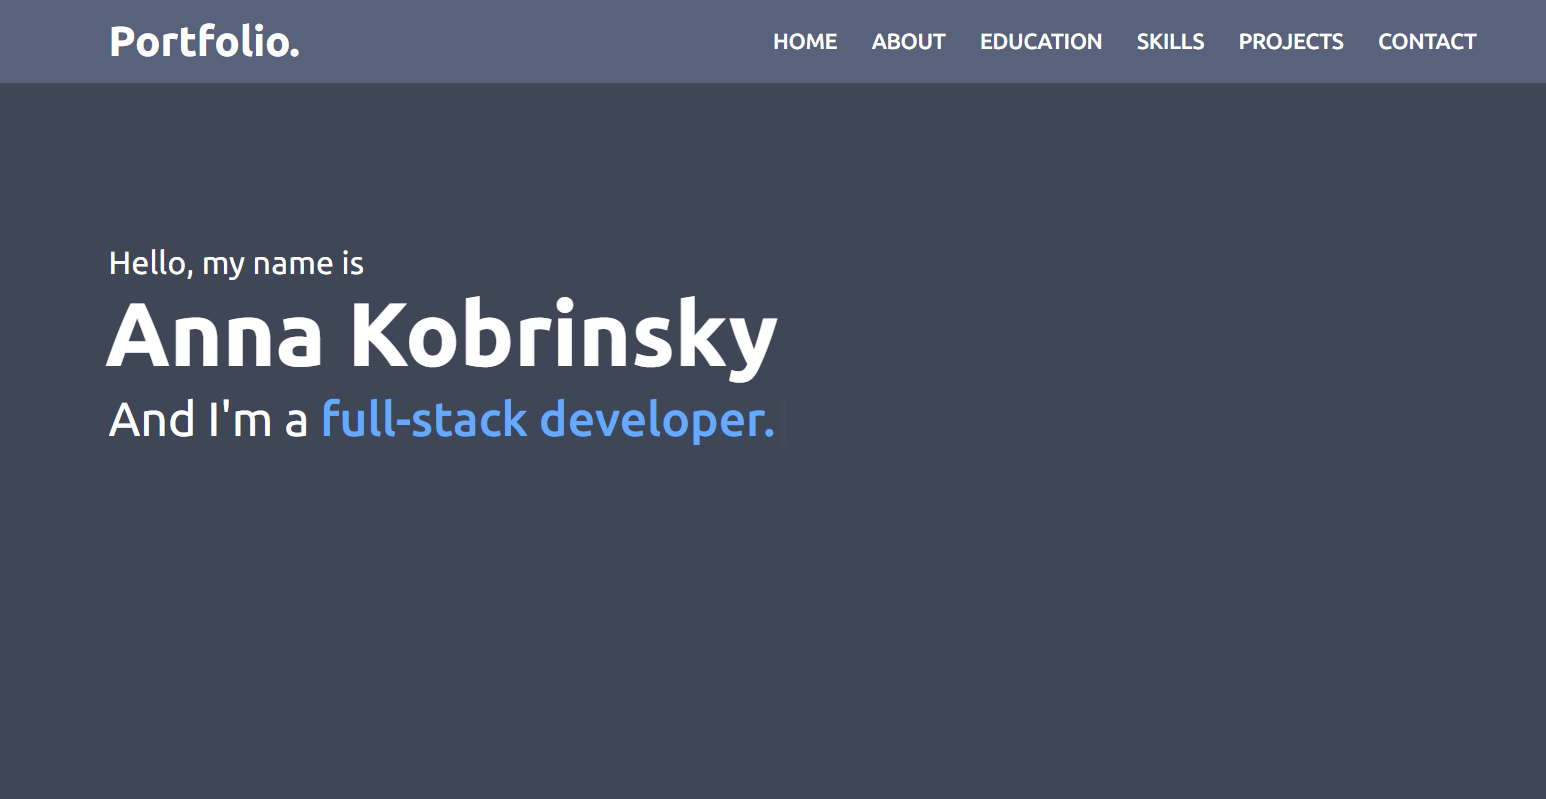 Portfolio.
HOME ABOUT EDUCATION SKILLS PROJECTS CONTACT
Hello, my name is
Anna Kobrinsky
And I'm a full-stack developer.